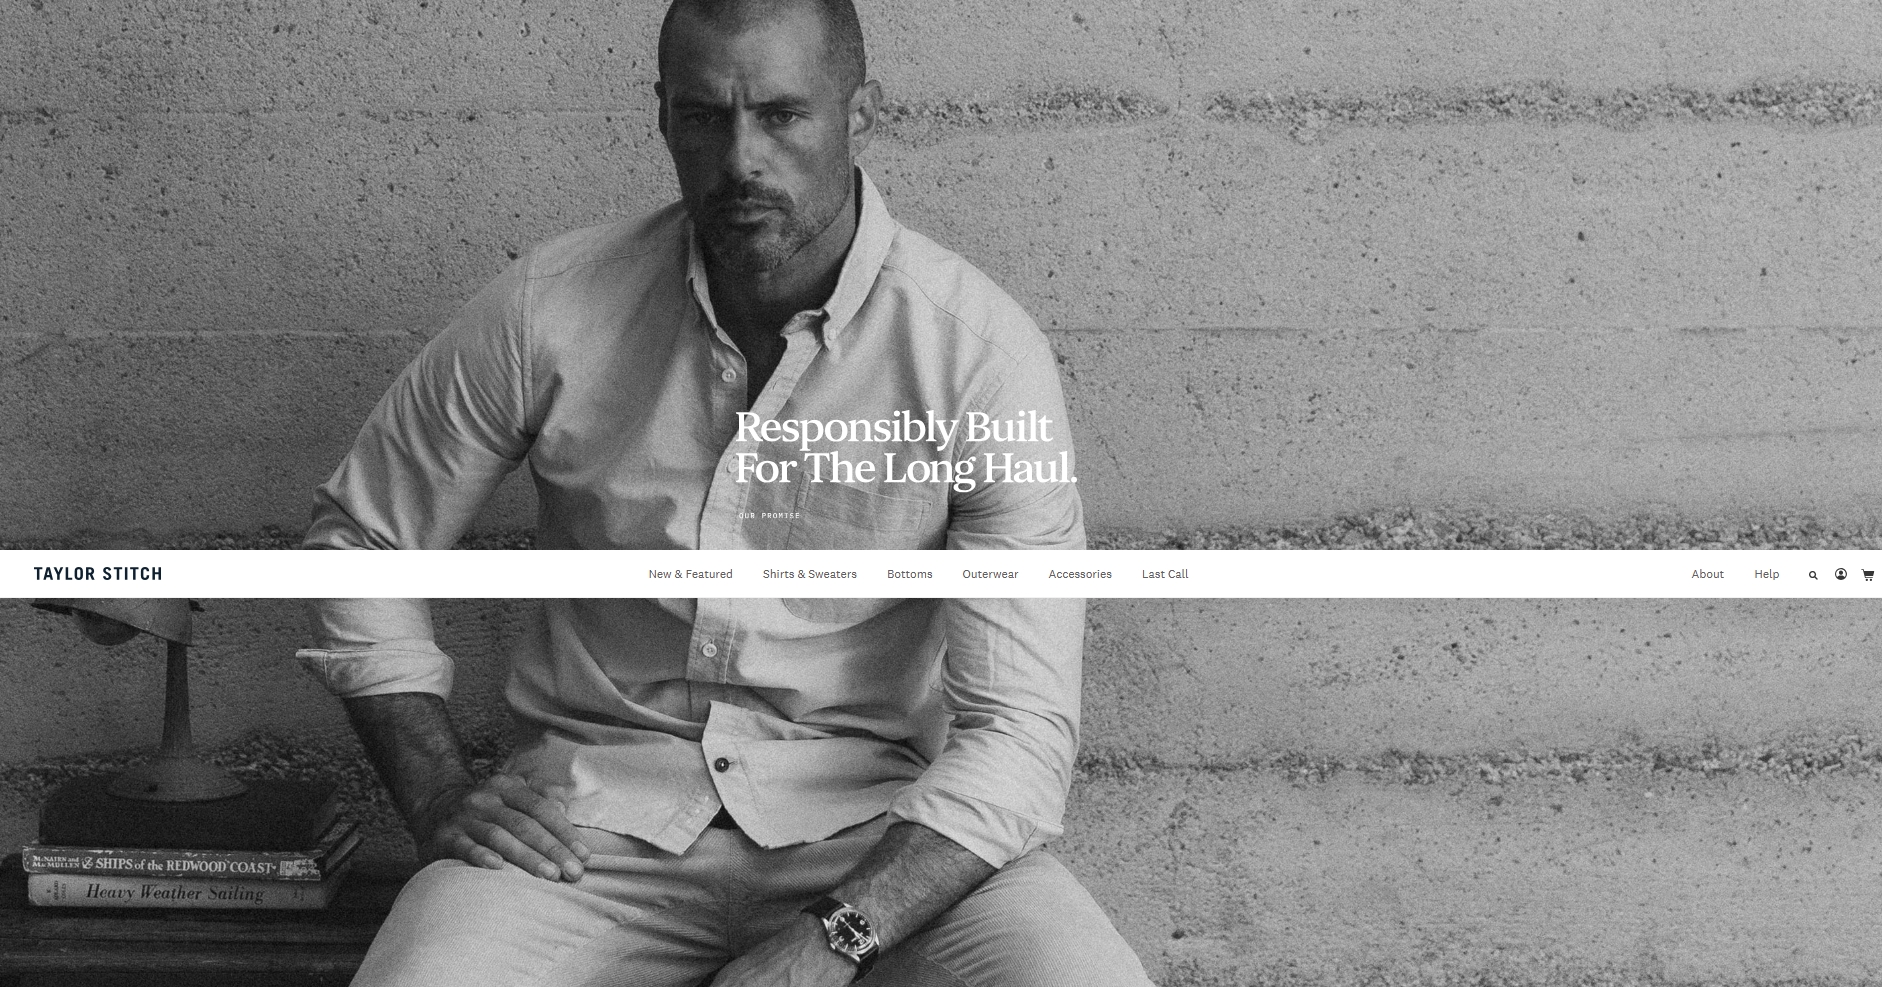 Responsibly Built
For The Long Haul.
OUR PROMISE
TAYLOR STITCH
New & Featured
Shirts & Sweaters
Bottoms
Outerwear
Accessories
Last Call
About
Help
McNAIRN and
MacMULLEN
SHIPS of the REDWOOD COAST
Heavy Weather Sailing